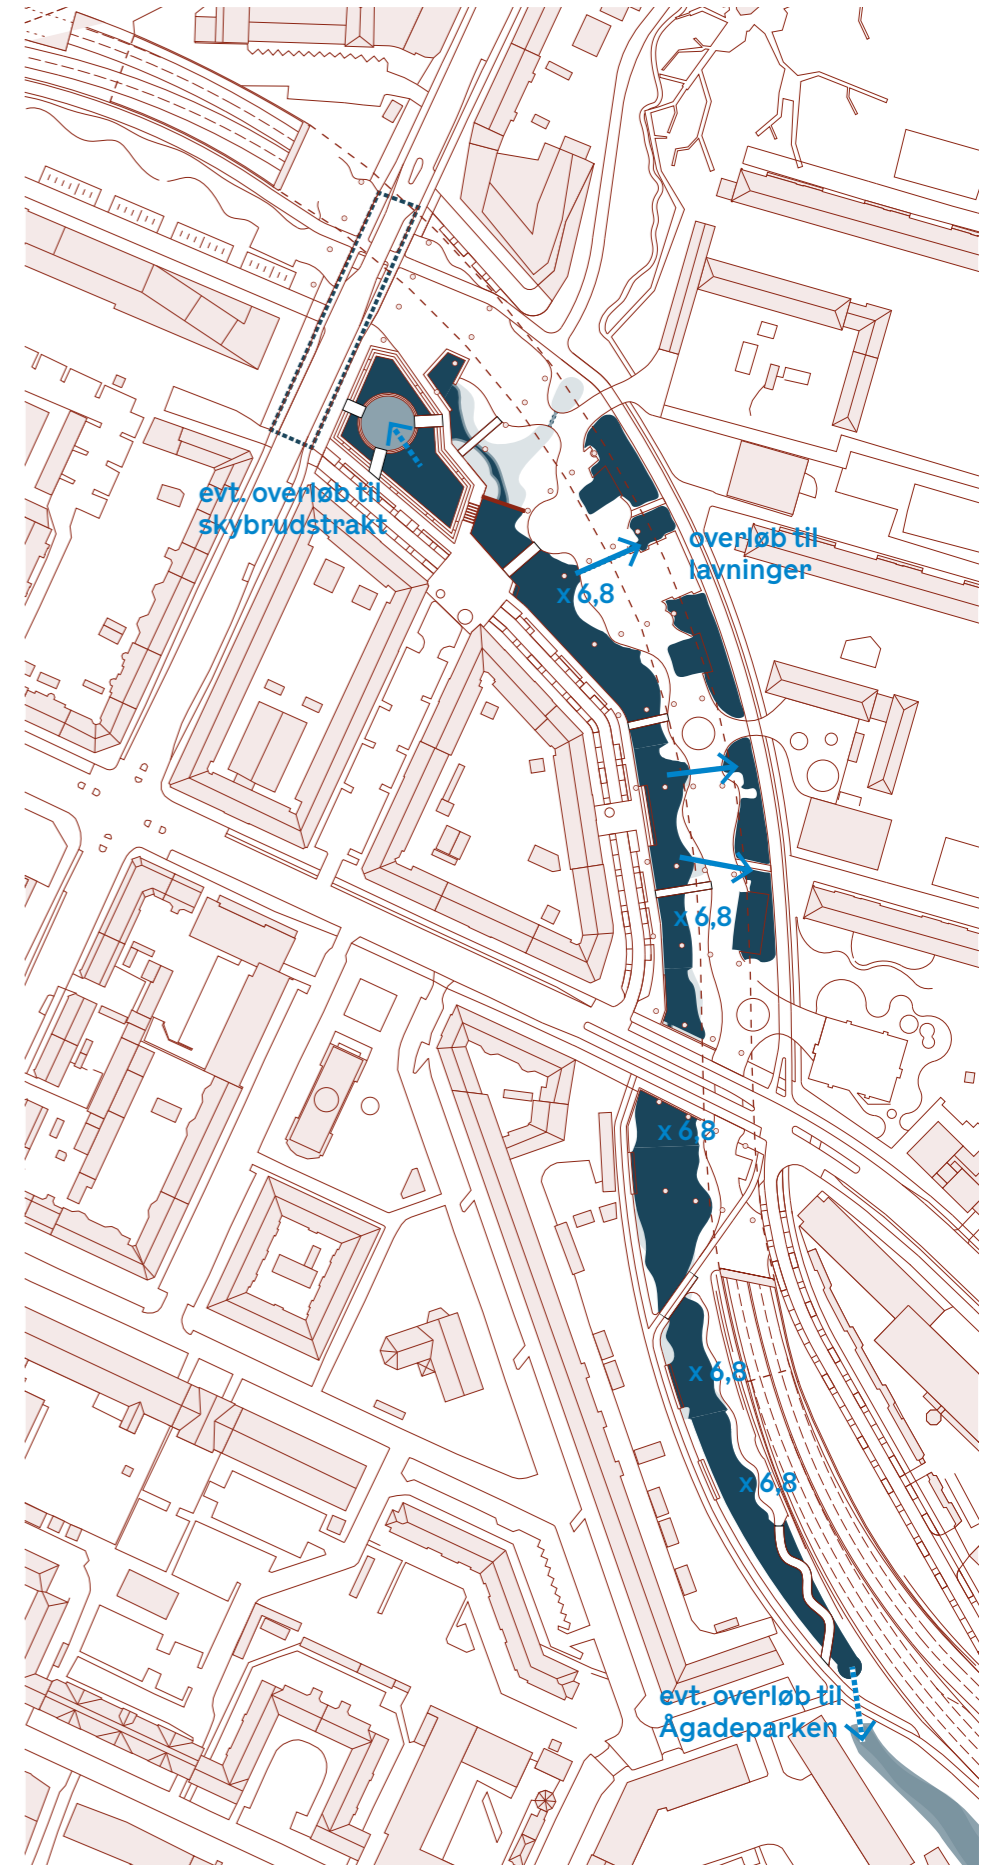 evt. overløb til
skybrudstrakt
overløb til
lavninger
x 6,8
x 6,8
x 6,8
x 6,8
x 6,8
evt. overløb til
Ågadeparken